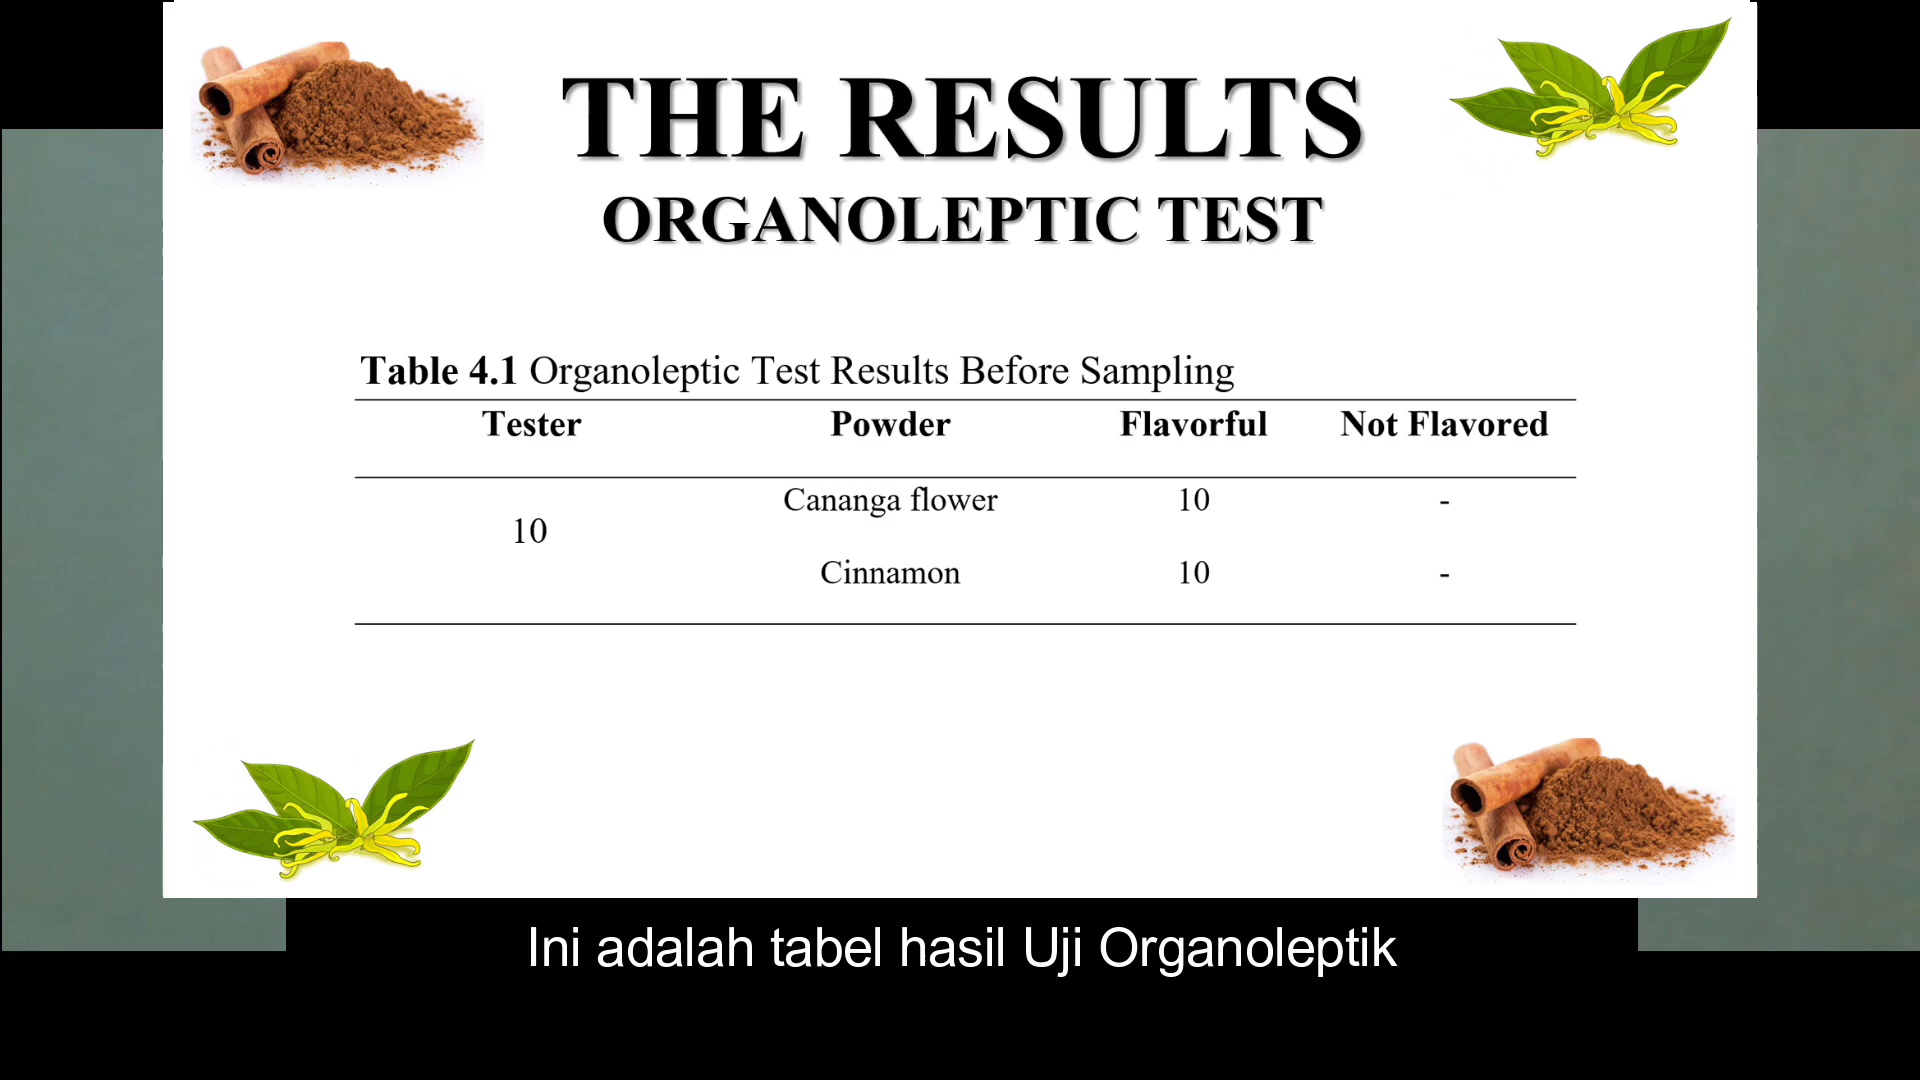 THE RESULTS
ORGANOLEPTIC TEST
Table 4.1 Organoleptic Test Results Before Sampling
Tester Powder Flavorful Not Flavored
Cananga flower 10 -
10
Cinnamon 10 -
Ini adalah tabel hasil Uji Organoleptik